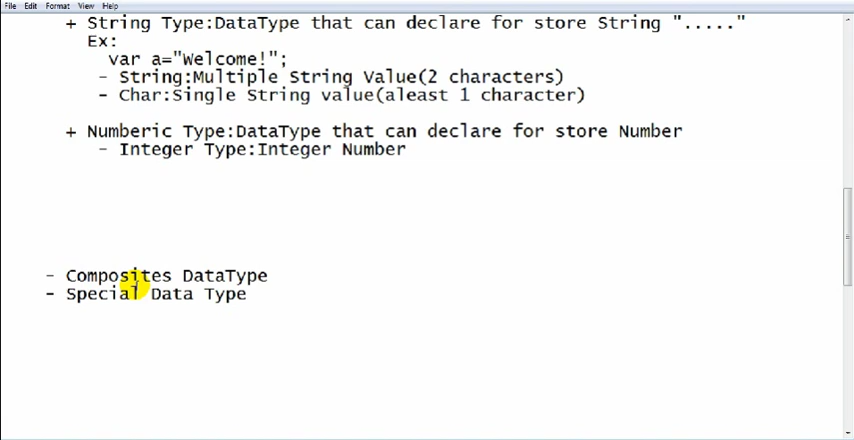 File Edit Format View Help
+ String Type:DataType that can declare for store String "....."
Ex:
var a="Welcome!";
- String:Multiple String Value(2 characters)
- Char:Single String value(aleast 1 character)
+ Numberic Type:DataType that can declare for store Number
- Integer Type:Integer Number
- Composites DataType
- Special Data Type